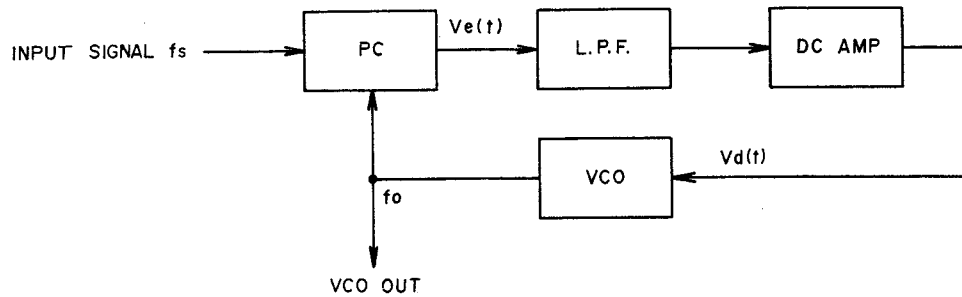 INPUT SIGNAL fs
PC
Ve(t)
L.P.F.
DC AMP
VCO
Vd(t)
fo
VCO OUT